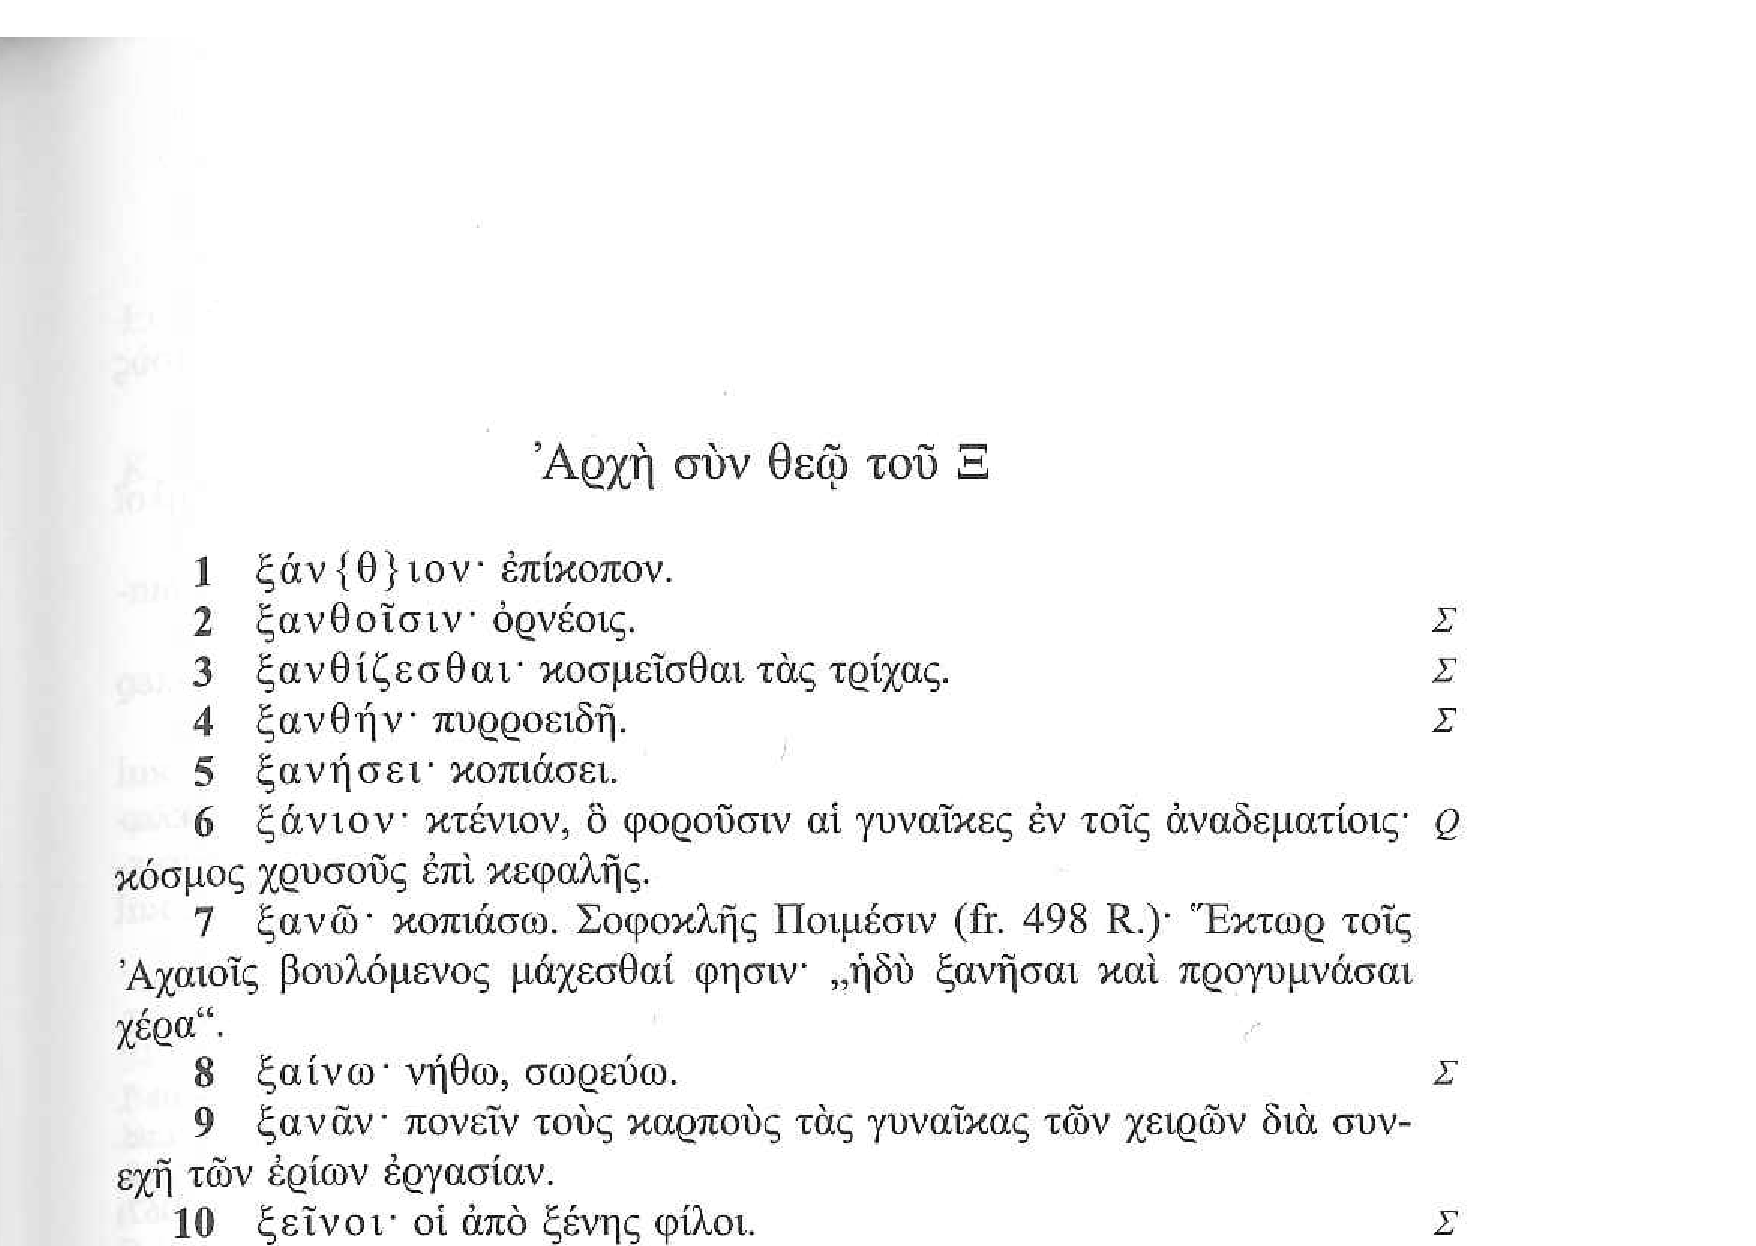 Ἀρχὴ σὺν θεῷ τοῦ Ξ
1 ξάν{θ}ιον· ἐπίκοπον.
2 ξανθοῖσιν· ὀρνέοις. Σ
3 ξανθίζεσθαι· κοσμεῖσθαι τὰς τρίχας. Σ
4 ξανθήν· πυρροειδῆ. Σ
5 ξανήσει· κοπιάσει.
6 ξάνιον· κτένιον, ὃ φοροῦσιν αἱ γυναῖκες ἐν τοῖς ἀναδεματίοις· Q
κόσμος χρυσοῦς ἐπὶ κεφαλῆς.
7 ξανῶ· κοπιάσω. Σοφοκλῆς Ποιμέσιν (fr. 498 R.)· Ἕκτωρ τοῖς
Ἀχαιοῖς βουλόμενος μάχεσθαί φησιν· „ἡδὺ ξανῆσαι καὶ προγυμνάσαι
χέρα“.
8 ξαίνω· νήθω, σωρεύω. Σ
9 ξανᾶν· πονεῖν τοὺς καρποὺς τὰς γυναῖκας τῶν χειρῶν διὰ συν-
εχῆ τῶν ἐρίων ἐργασίαν.
10 ξεῖνοι· οἱ ἀπὸ ξένης φίλοι. Σ